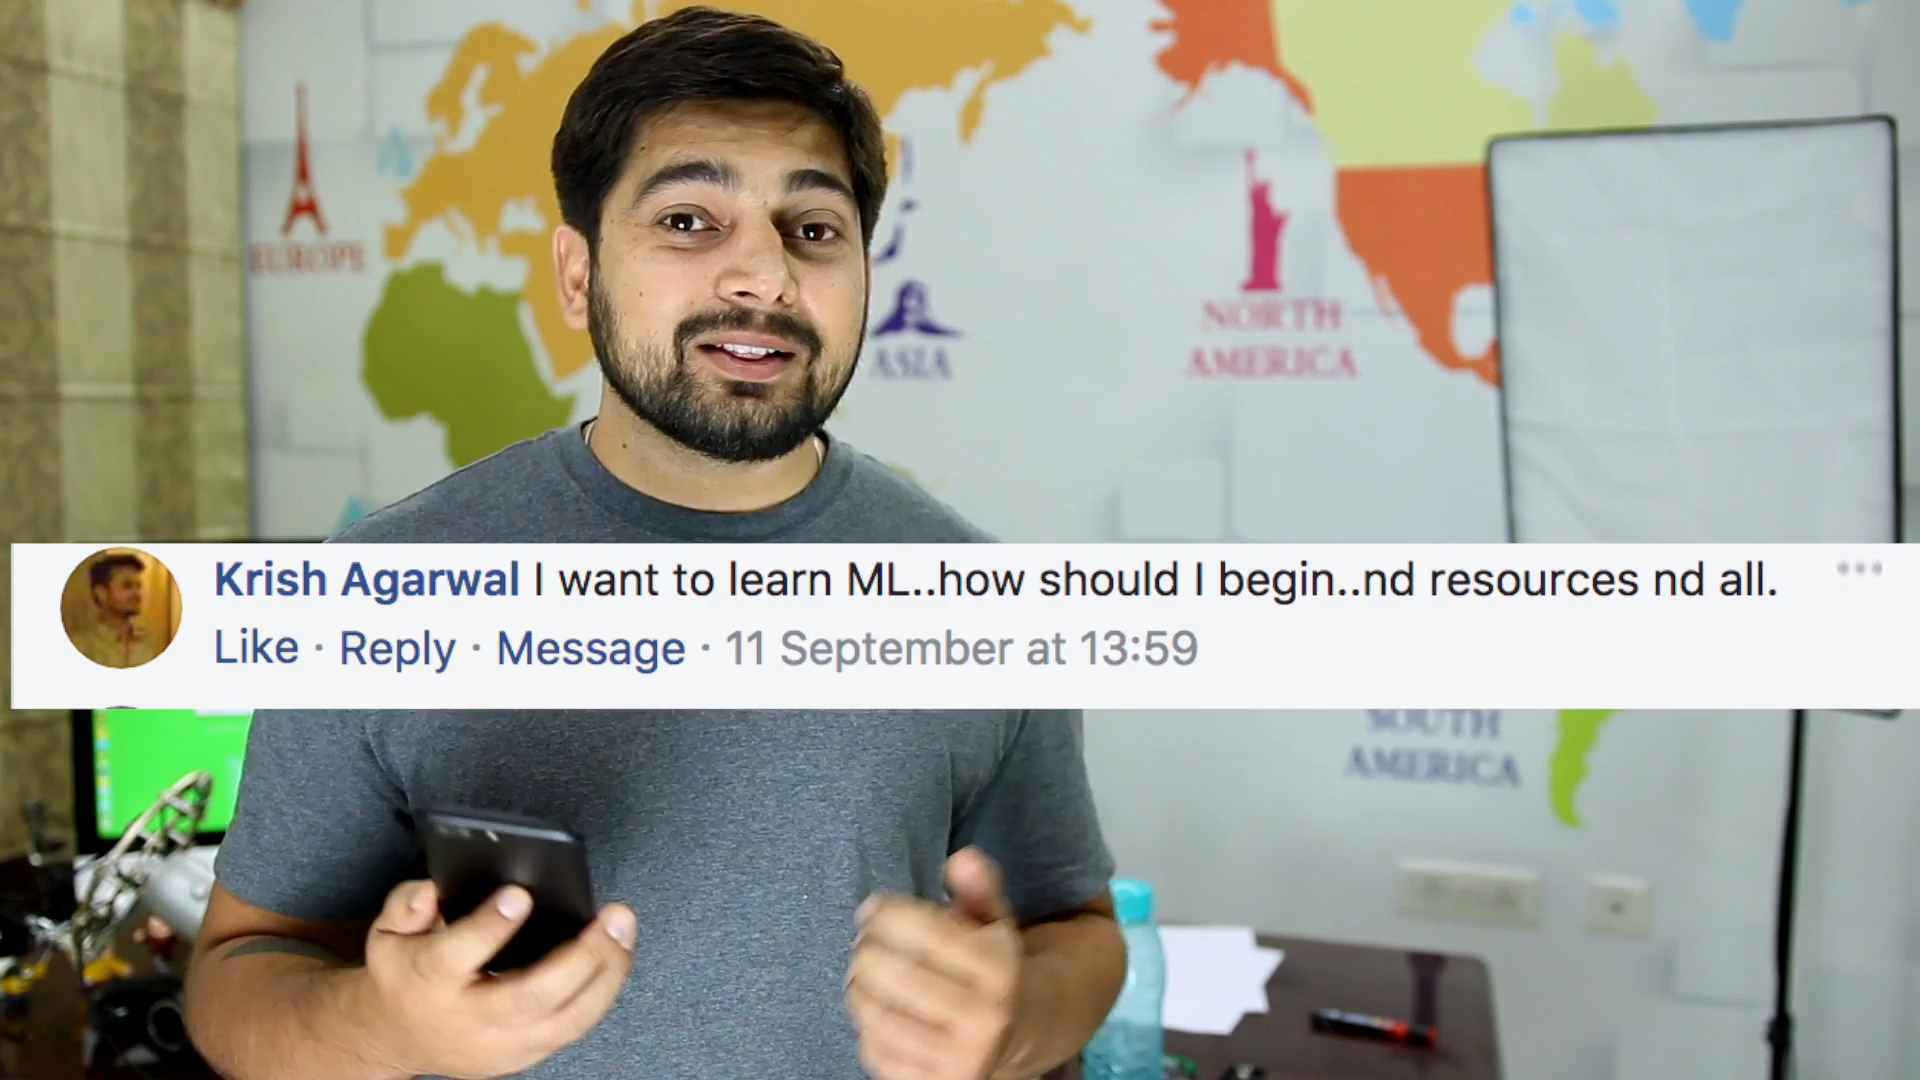 EUROPE
ASIA
NORTH
AMERICA
Krish Agarwal I want to learn ML..how should I begin..nd resources nd all.
Like · Reply · Message · 11 September at 13:59
SOUTH
AMERICA